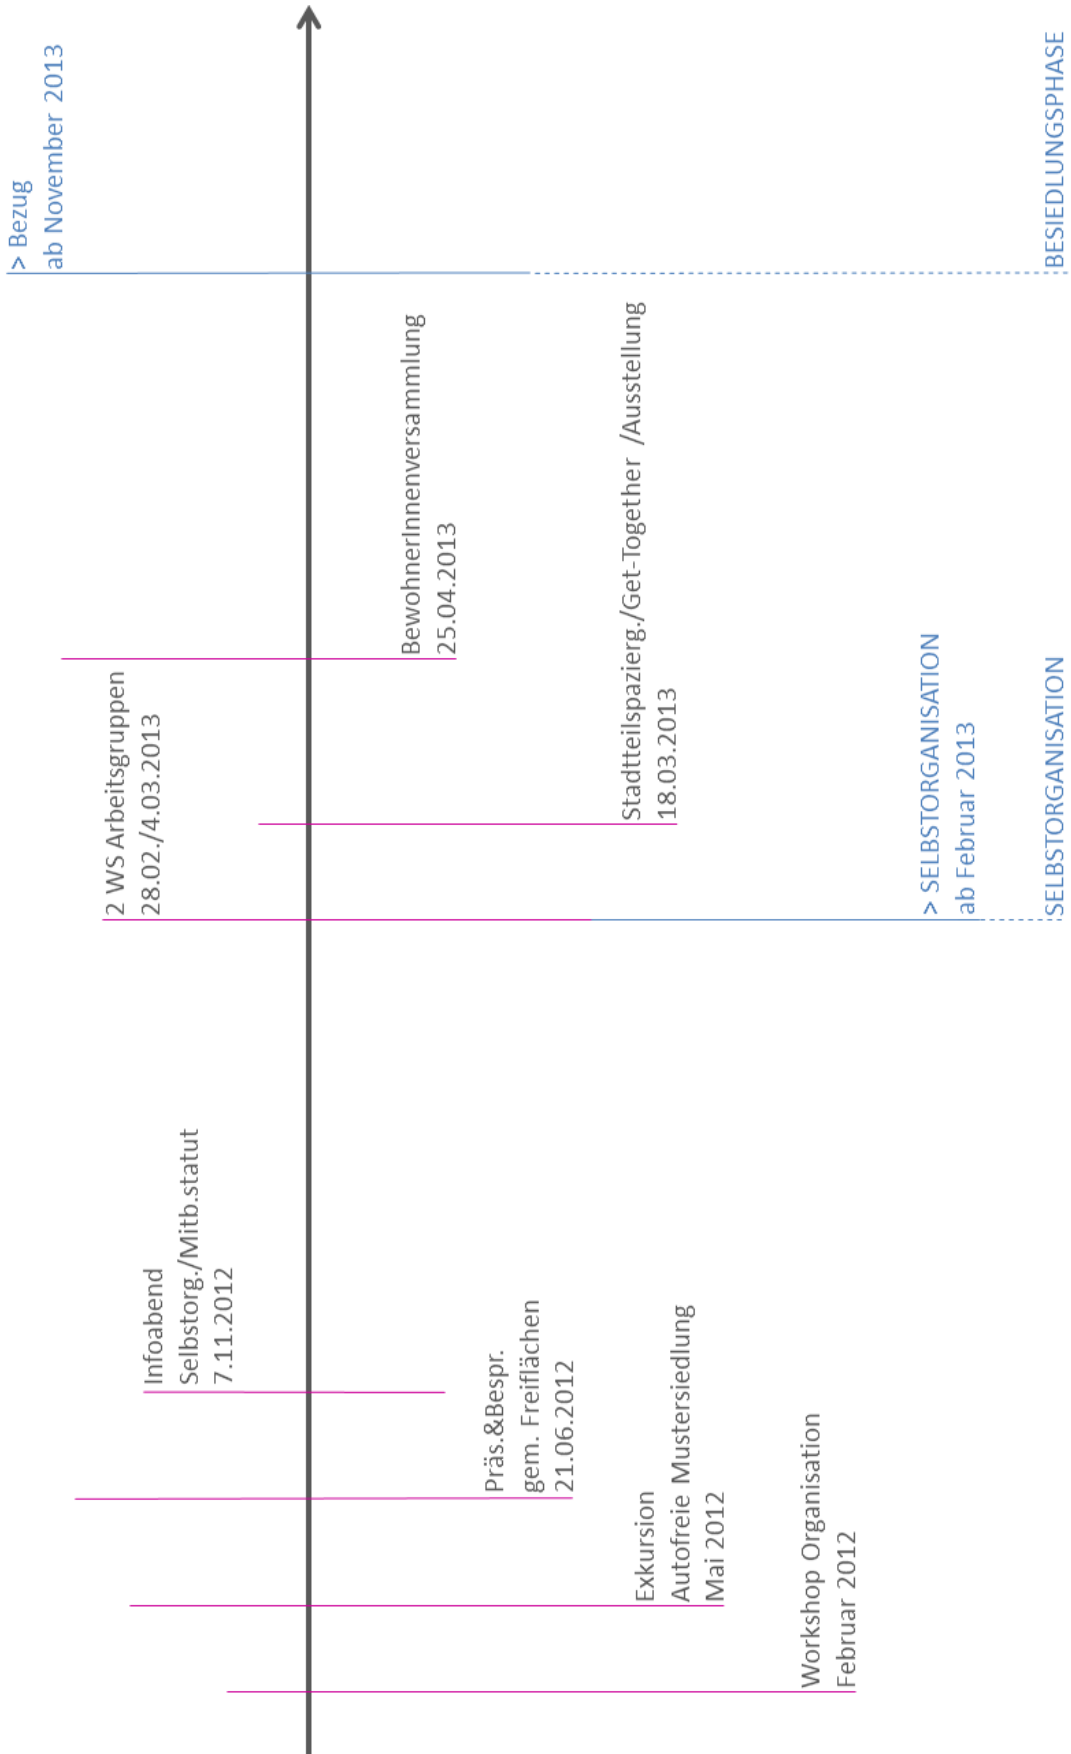 Workshop Organisation
Februar 2012
Exkursion
Autofreie Mustersiedlung
Mai 2012
Präs.&Bespr.
gem. Freiflächen
21.06.2012
Infoabend
Selbstorg./Mitb.statut
7.11.2012
2 WS Arbeitsgruppen
28.02./4.03.2013
> SELBSTORGANISATION
ab Februar 2013
SELBSTORGANISATION
Stadtteilspazierg./Get-Together /Ausstellung
18.03.2013
BewohnerInnenversammlung
25.04.2013
> Bezug
ab November 2013
BESIEDLUNGSPHASE